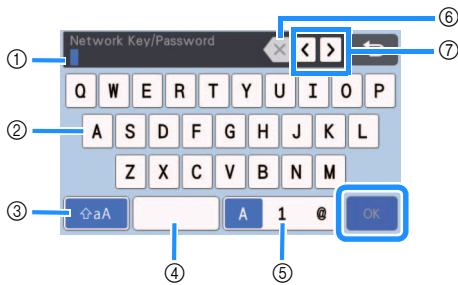 ⑥
Network Key/Password
⑦
①
Q W E R T Y U I O P
② A S D F G H J K L
Z X C V B N M
③ ⇧aA A 1 @ OK
④ ⑤